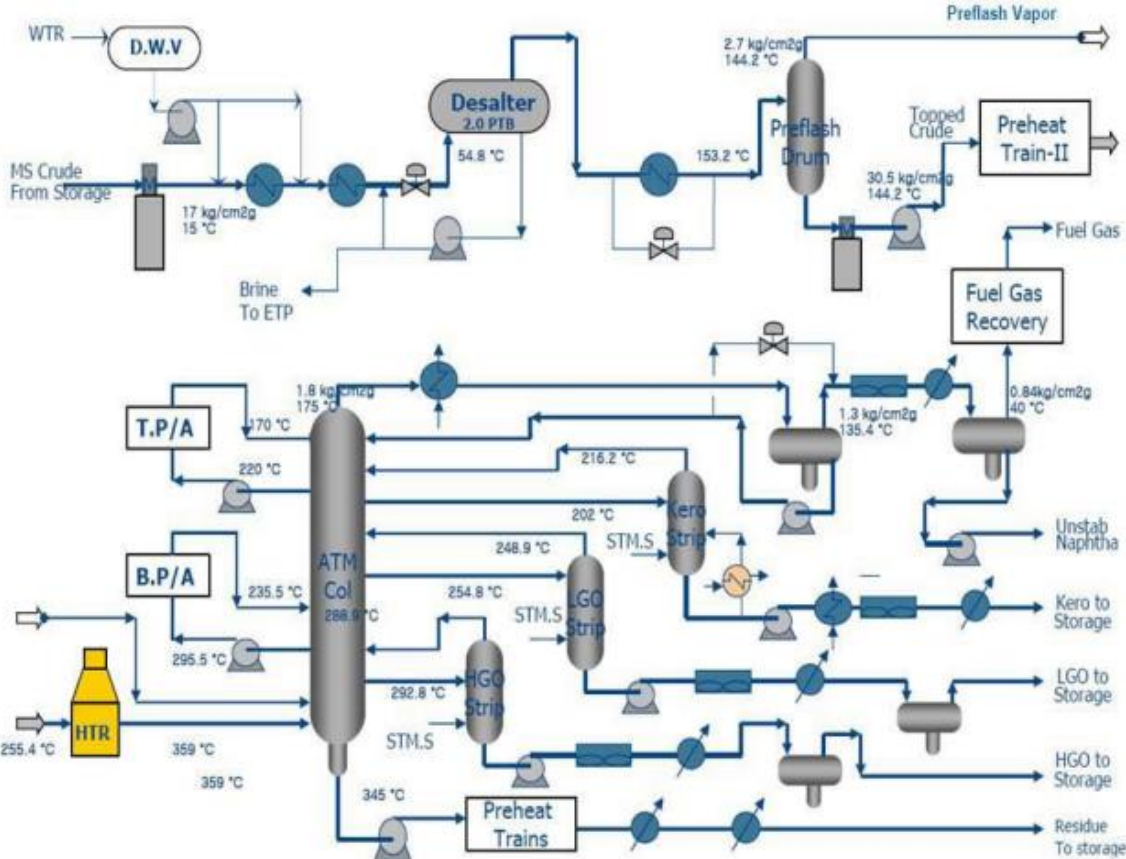 Preflash Vapor
WTR
D.W.V
2.7 kg/cm2g
144.2 °C
Desalter
2.0 PTB
Topped
Crude
Preheat
Train-II
Preflash
Drum
54.8 °C
153.2 °C
MS Crude
From Storage
M
17 kg/cm2g
15 °C
30.5 kg/cm2g
144.2 °C
M
Fuel Gas
Brine
To ETP
Fuel Gas
Recovery
1.8 kg/cm2g
175 °C
0.84kg/cm2g
40 °C
1.3 kg/cm2g
135.4 °C
T.P/A
170 °C
216.2 °C
220 °C
Kero
Strip
202 °C
Unstab
Naphtha
248.9 °C
STM.S
ATM
Col
B.P/A
235.5 °C
254.8 °C
288.9 °C
LGO
Strip
STM.S
Kero to
Storage
295.5 °C
HGO
Strip
292.8 °C
LGO to
Storage
HTR
STM.S
255.4 °C
359 °C
359 °C
HGO to
Storage
345 °C
Preheat
Trains
Residue
To storage